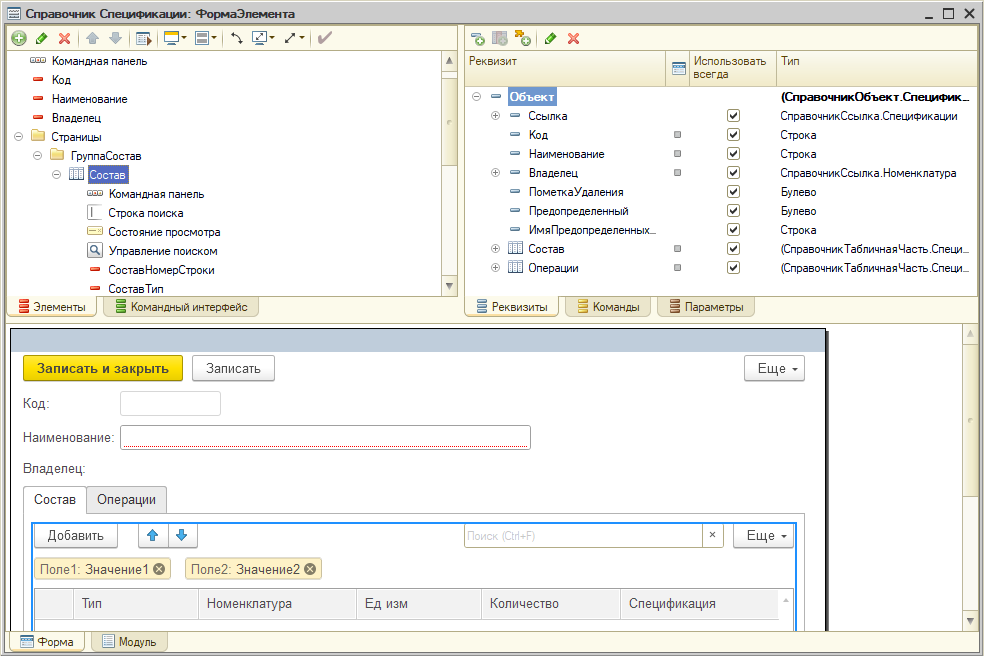 Справочник Спецификации: ФормаЭлемента
Командная панель
Код
Наименование
Владелец
Страницы
ГруппаСостав
Состав
Командная панель
Строка поиска
Состояние просмотра
Управление поиском
СоставНомерСтроки
СоставТип
Элементы
Командный интерфейс
Реквизит
Использовать всегда
Тип
Объект (СправочникОбъект.Специфик...
Ссылка СправочникСсылка.Спецификации
Код Строка
Наименование Строка
Владелец СправочникСсылка.Номенклатура
ПометкаУдаления Булево
Предопределенный Булево
ИмяПредопределенных... Строка
Состав (СправочникТабличнаяЧасть.Специ...
Операции (СправочникТабличнаяЧасть.Специ...
Реквизиты
Команды
Параметры
Записать и закрыть Записать Еще
Код:
Наименование:
Владелец:
Состав Операции
Добавить Поиск (Ctrl+F) × Еще
Поле1: Значение1 Поле2: Значение2
Тип Номенклатура Ед изм Количество Спецификация
Форма Модуль